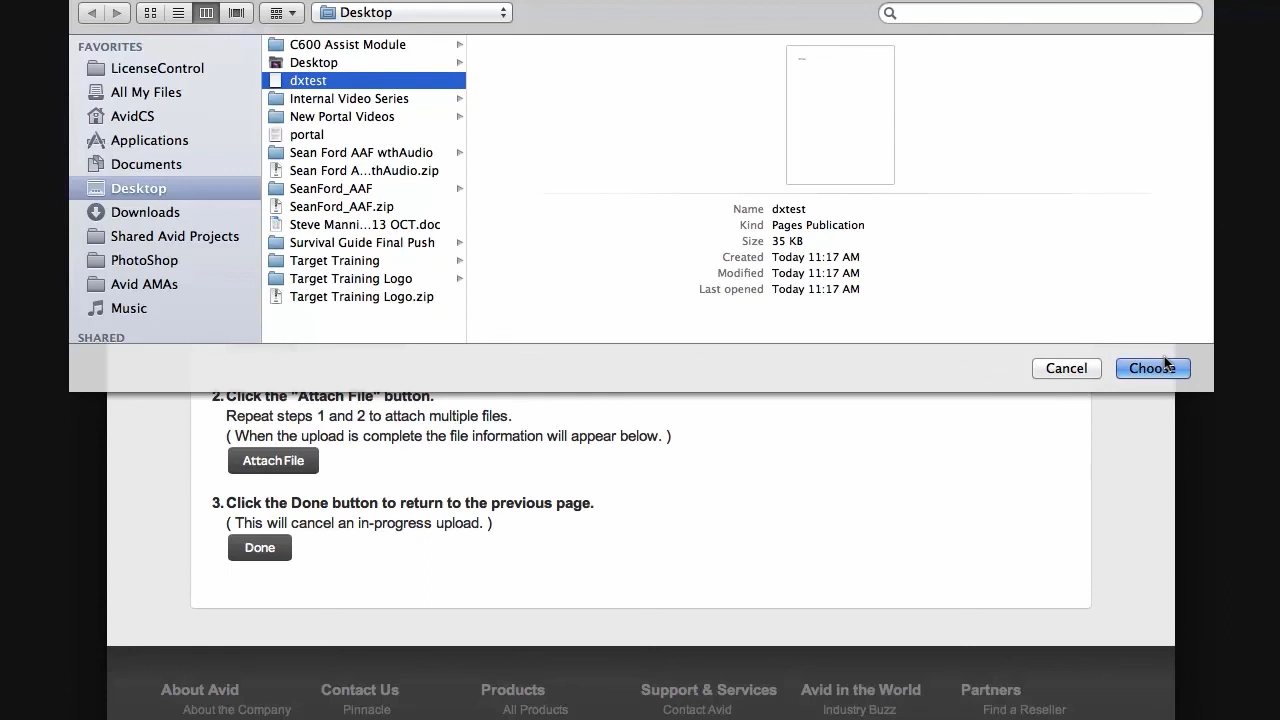 Desktop
FAVORITES
LicenseControl
All My Files
AvidCS
Applications
Documents
Desktop
Downloads
Shared Avid Projects
PhotoShop
Avid AMAs
Music
SHARED
C600 Assist Module
Desktop
dxtest
Internal Video Series
New Portal Videos
portal
Sean Ford AAF wthAudio
Sean Ford A...thAudio.zip
SeanFord_AAF
SeanFord_AAF.zip
Steve Manni...13 OCT.doc
Survival Guide Final Push
Target Training
Target Training Logo
Target Training Logo.zip
Name dxtest
Kind Pages Publication
Size 35 KB
Created Today 11:17 AM
Modified Today 11:17 AM
Last opened Today 11:17 AM
Cancel Choose
2. Click the "Attach File" button.
Repeat steps 1 and 2 to attach multiple files.
( When the upload is complete the file information will appear below. )
Attach File
3. Click the Done button to return to the previous page.
( This will cancel an in-progress upload. )
Done
About Avid Contact Us Products Support & Services Avid in the World Partners
About the Company Pinnacle All Products Contact Avid Industry Buzz Find a Reseller